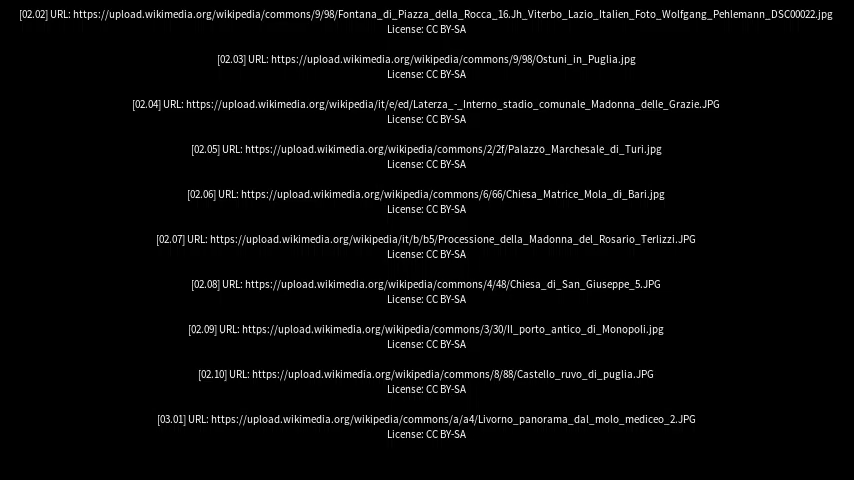 [02.02] URL: https://upload.wikimedia.org/wikipedia/commons/9/98/Fontana_di_Piazza_della_Rocca_16.Jh_Viterbo_Lazio_Italien_Foto_Wolfgang_Pehlemann_DSC00022.jpg
License: CC BY-SA
[02.03] URL: https://upload.wikimedia.org/wikipedia/commons/9/98/Ostuni_in_Puglia.jpg
License: CC BY-SA
[02.04] URL: https://upload.wikimedia.org/wikipedia/it/e/ed/Laterza_-_Interno_stadio_comunale_Madonna_delle_Grazie.JPG
License: CC BY-SA
[02.05] URL: https://upload.wikimedia.org/wikipedia/commons/2/2f/Palazzo_Marchesale_di_Turi.jpg
License: CC BY-SA
[02.06] URL: https://upload.wikimedia.org/wikipedia/commons/6/66/Chiesa_Matrice_Mola_di_Bari.jpg
License: CC BY-SA
[02.07] URL: https://upload.wikimedia.org/wikipedia/it/b/b5/Processione_della_Madonna_del_Rosario_Terlizzi.JPG
License: CC BY-SA
[02.08] URL: https://upload.wikimedia.org/wikipedia/commons/4/48/Chiesa_di_San_Giuseppe_5.JPG
License: CC BY-SA
[02.09] URL: https://upload.wikimedia.org/wikipedia/commons/3/30/Il_porto_antico_di_Monopoli.jpg
License: CC BY-SA
[02.10] URL: https://upload.wikimedia.org/wikipedia/commons/8/88/Castello_ruvo_di_puglia.JPG
License: CC BY-SA
[03.01] URL: https://upload.wikimedia.org/wikipedia/commons/a/a4/Livorno_panorama_dal_molo_mediceo_2.JPG
License: CC BY-SA